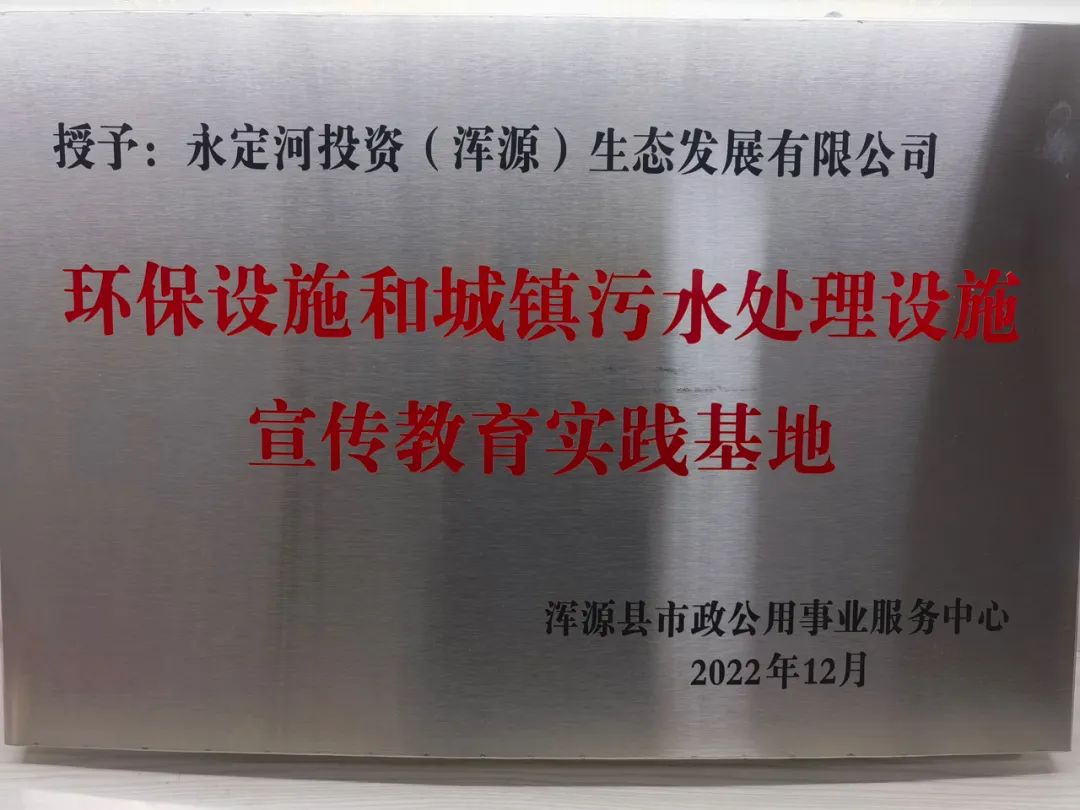 授予：永定河投资（浑源）生态发展有限公司
环保设施和城镇污水处理设施
宣传教育实践基地
浑源县市政公用事业服务中心
2022年12月